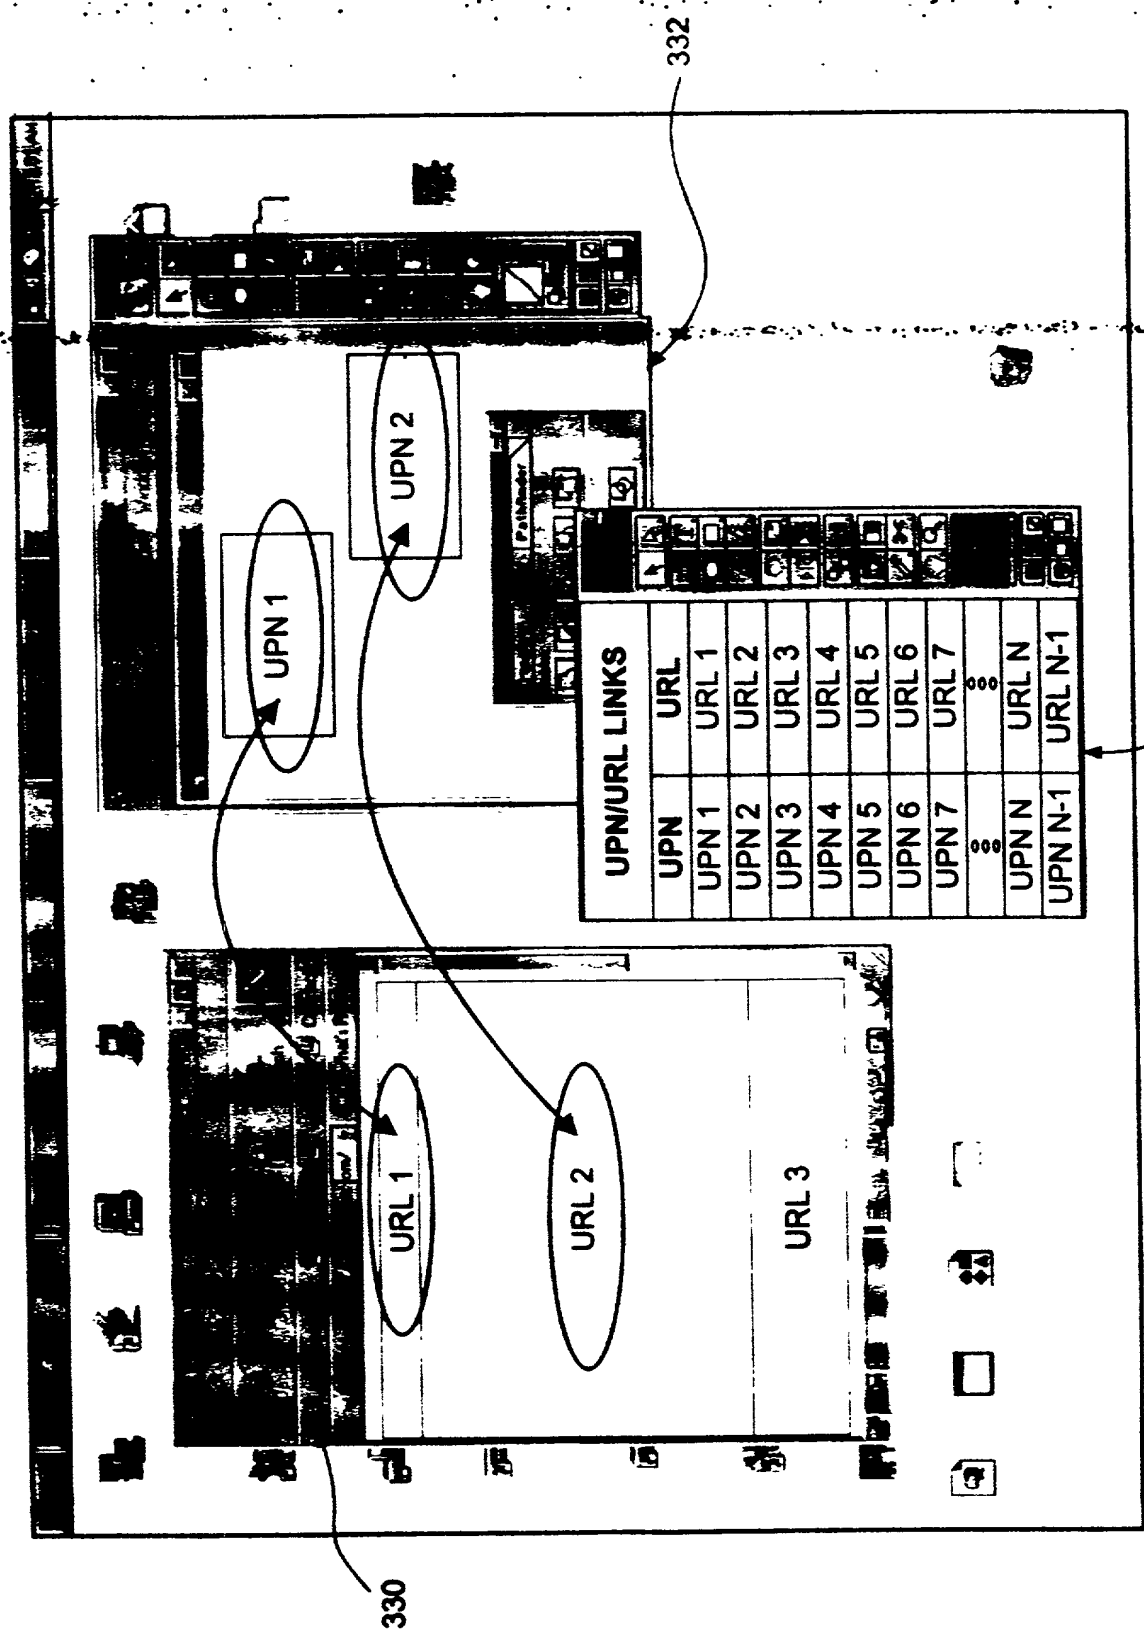 332
UPN 1
UPN 2
Pathfinder
UPN/URL LINKS
UPN URL
UPN 1 URL 1
UPN 2 URL 2
UPN 3 URL 3
UPN 4 URL 4
UPN 5 URL 5
UPN 6 URL 6
UPN 7 URL 7
UPN N URL N
UPN N-1 URL N-1
om/
URL 1
URL 2
URL 3
330